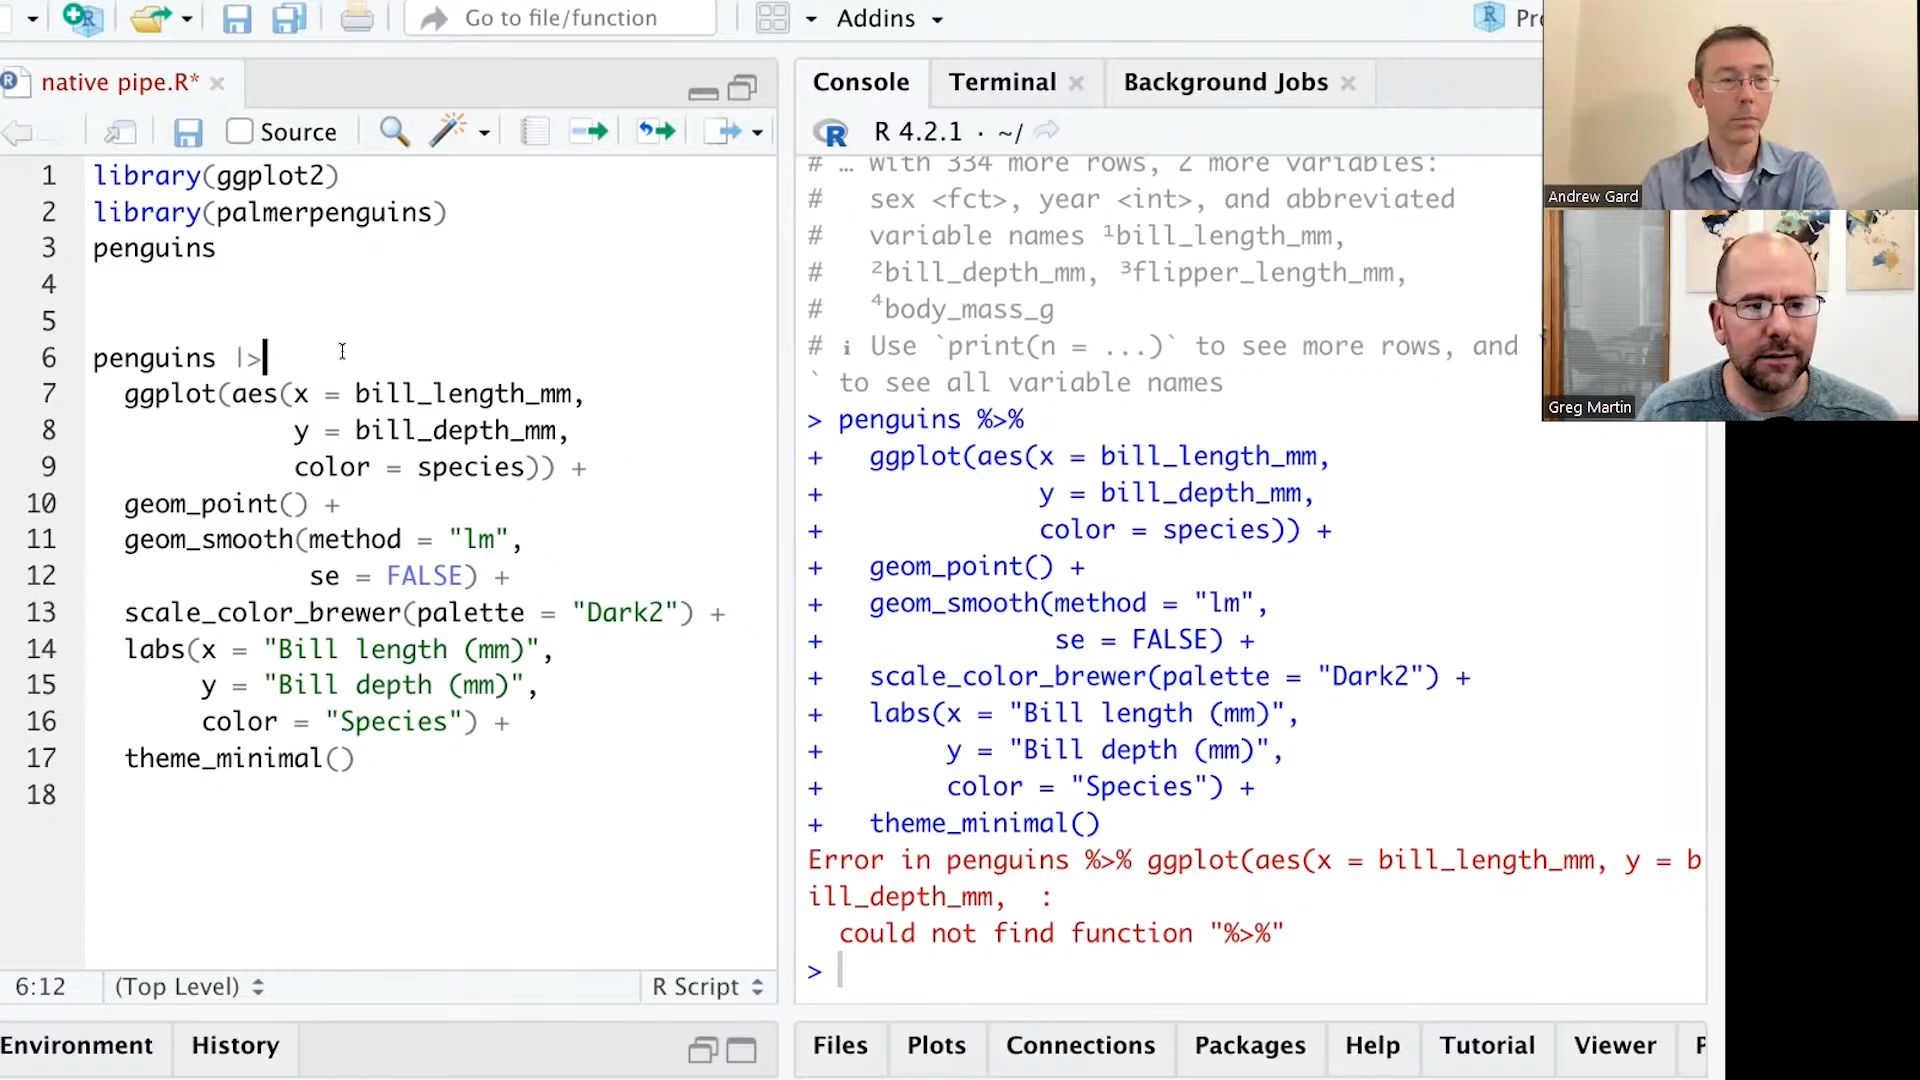 Go to file/function
Addins
native pipe.R*
Source
1 library(ggplot2)
2 library(palmerpenguins)
3 penguins
4
5
6 penguins |>
7 ggplot(aes(x = bill_length_mm,
8 y = bill_depth_mm,
9 color = species)) +
10 geom_point() +
11 geom_smooth(method = "lm",
12 se = FALSE) +
13 scale_color_brewer(palette = "Dark2") +
14 labs(x = "Bill length (mm)",
15 y = "Bill depth (mm)",
16 color = "Species") +
17 theme_minimal()
18
6:12 (Top Level) R Script
Environment History
Console Terminal Background Jobs
R 4.2.1 · ~/
# … with 334 more rows, 2 more variables:
# sex <fct>, year <int>, and abbreviated
# variable names ¹bill_length_mm,
# ²bill_depth_mm, ³flipper_length_mm,
# ⁴body_mass_g
# ℹ Use `print(n = ...)` to see more rows, and `
` to see all variable names
> penguins %>%
+ ggplot(aes(x = bill_length_mm,
+ y = bill_depth_mm,
+ color = species)) +
+ geom_point() +
+ geom_smooth(method = "lm",
+ se = FALSE) +
+ scale_color_brewer(palette = "Dark2") +
+ labs(x = "Bill length (mm)",
+ y = "Bill depth (mm)",
+ color = "Species") +
+ theme_minimal()
Error in penguins %>% ggplot(aes(x = bill_length_mm, y = b
ill_depth_mm, :
could not find function "%>%"
>
Files Plots Connections Packages Help Tutorial Viewer
Andrew Gard
Greg Martin